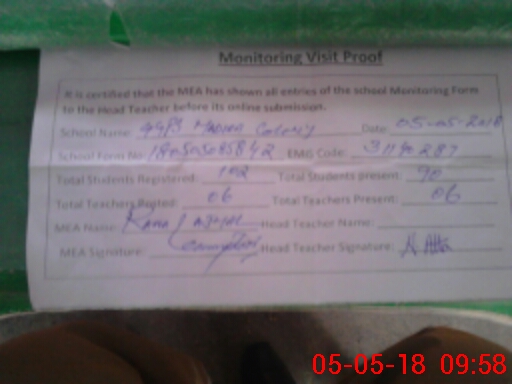 Monitoring Visit Proof
It is certified that the MEA has shown all entries of the school Monitoring Form
to the Head Teacher before its online submission.
School Name: Colony Date: 05-05-2018
School Form No: EMIS Code:
Total Students Registered: 102 Total Students present: 90
Total Teachers Posted: 06 Total Teachers Present: 06
MEA Name: Rana Head Teacher Name:
MEA Signature: Head Teacher Signature:
05-05-18 09:58